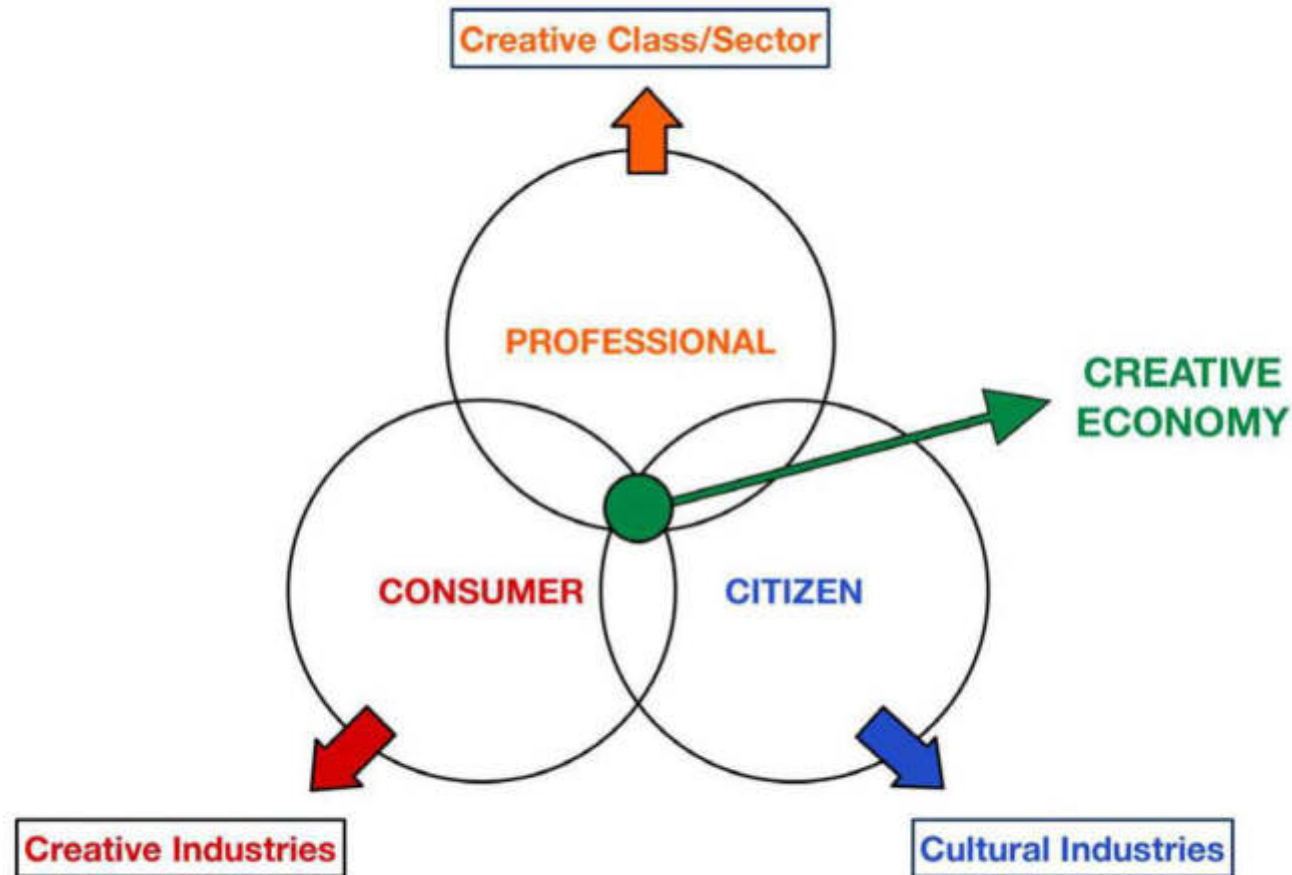 Creative Class/Sector
PROFESSIONAL
CREATIVE
ECONOMY
CONSUMER
CITIZEN
Creative Industries
Cultural Industries